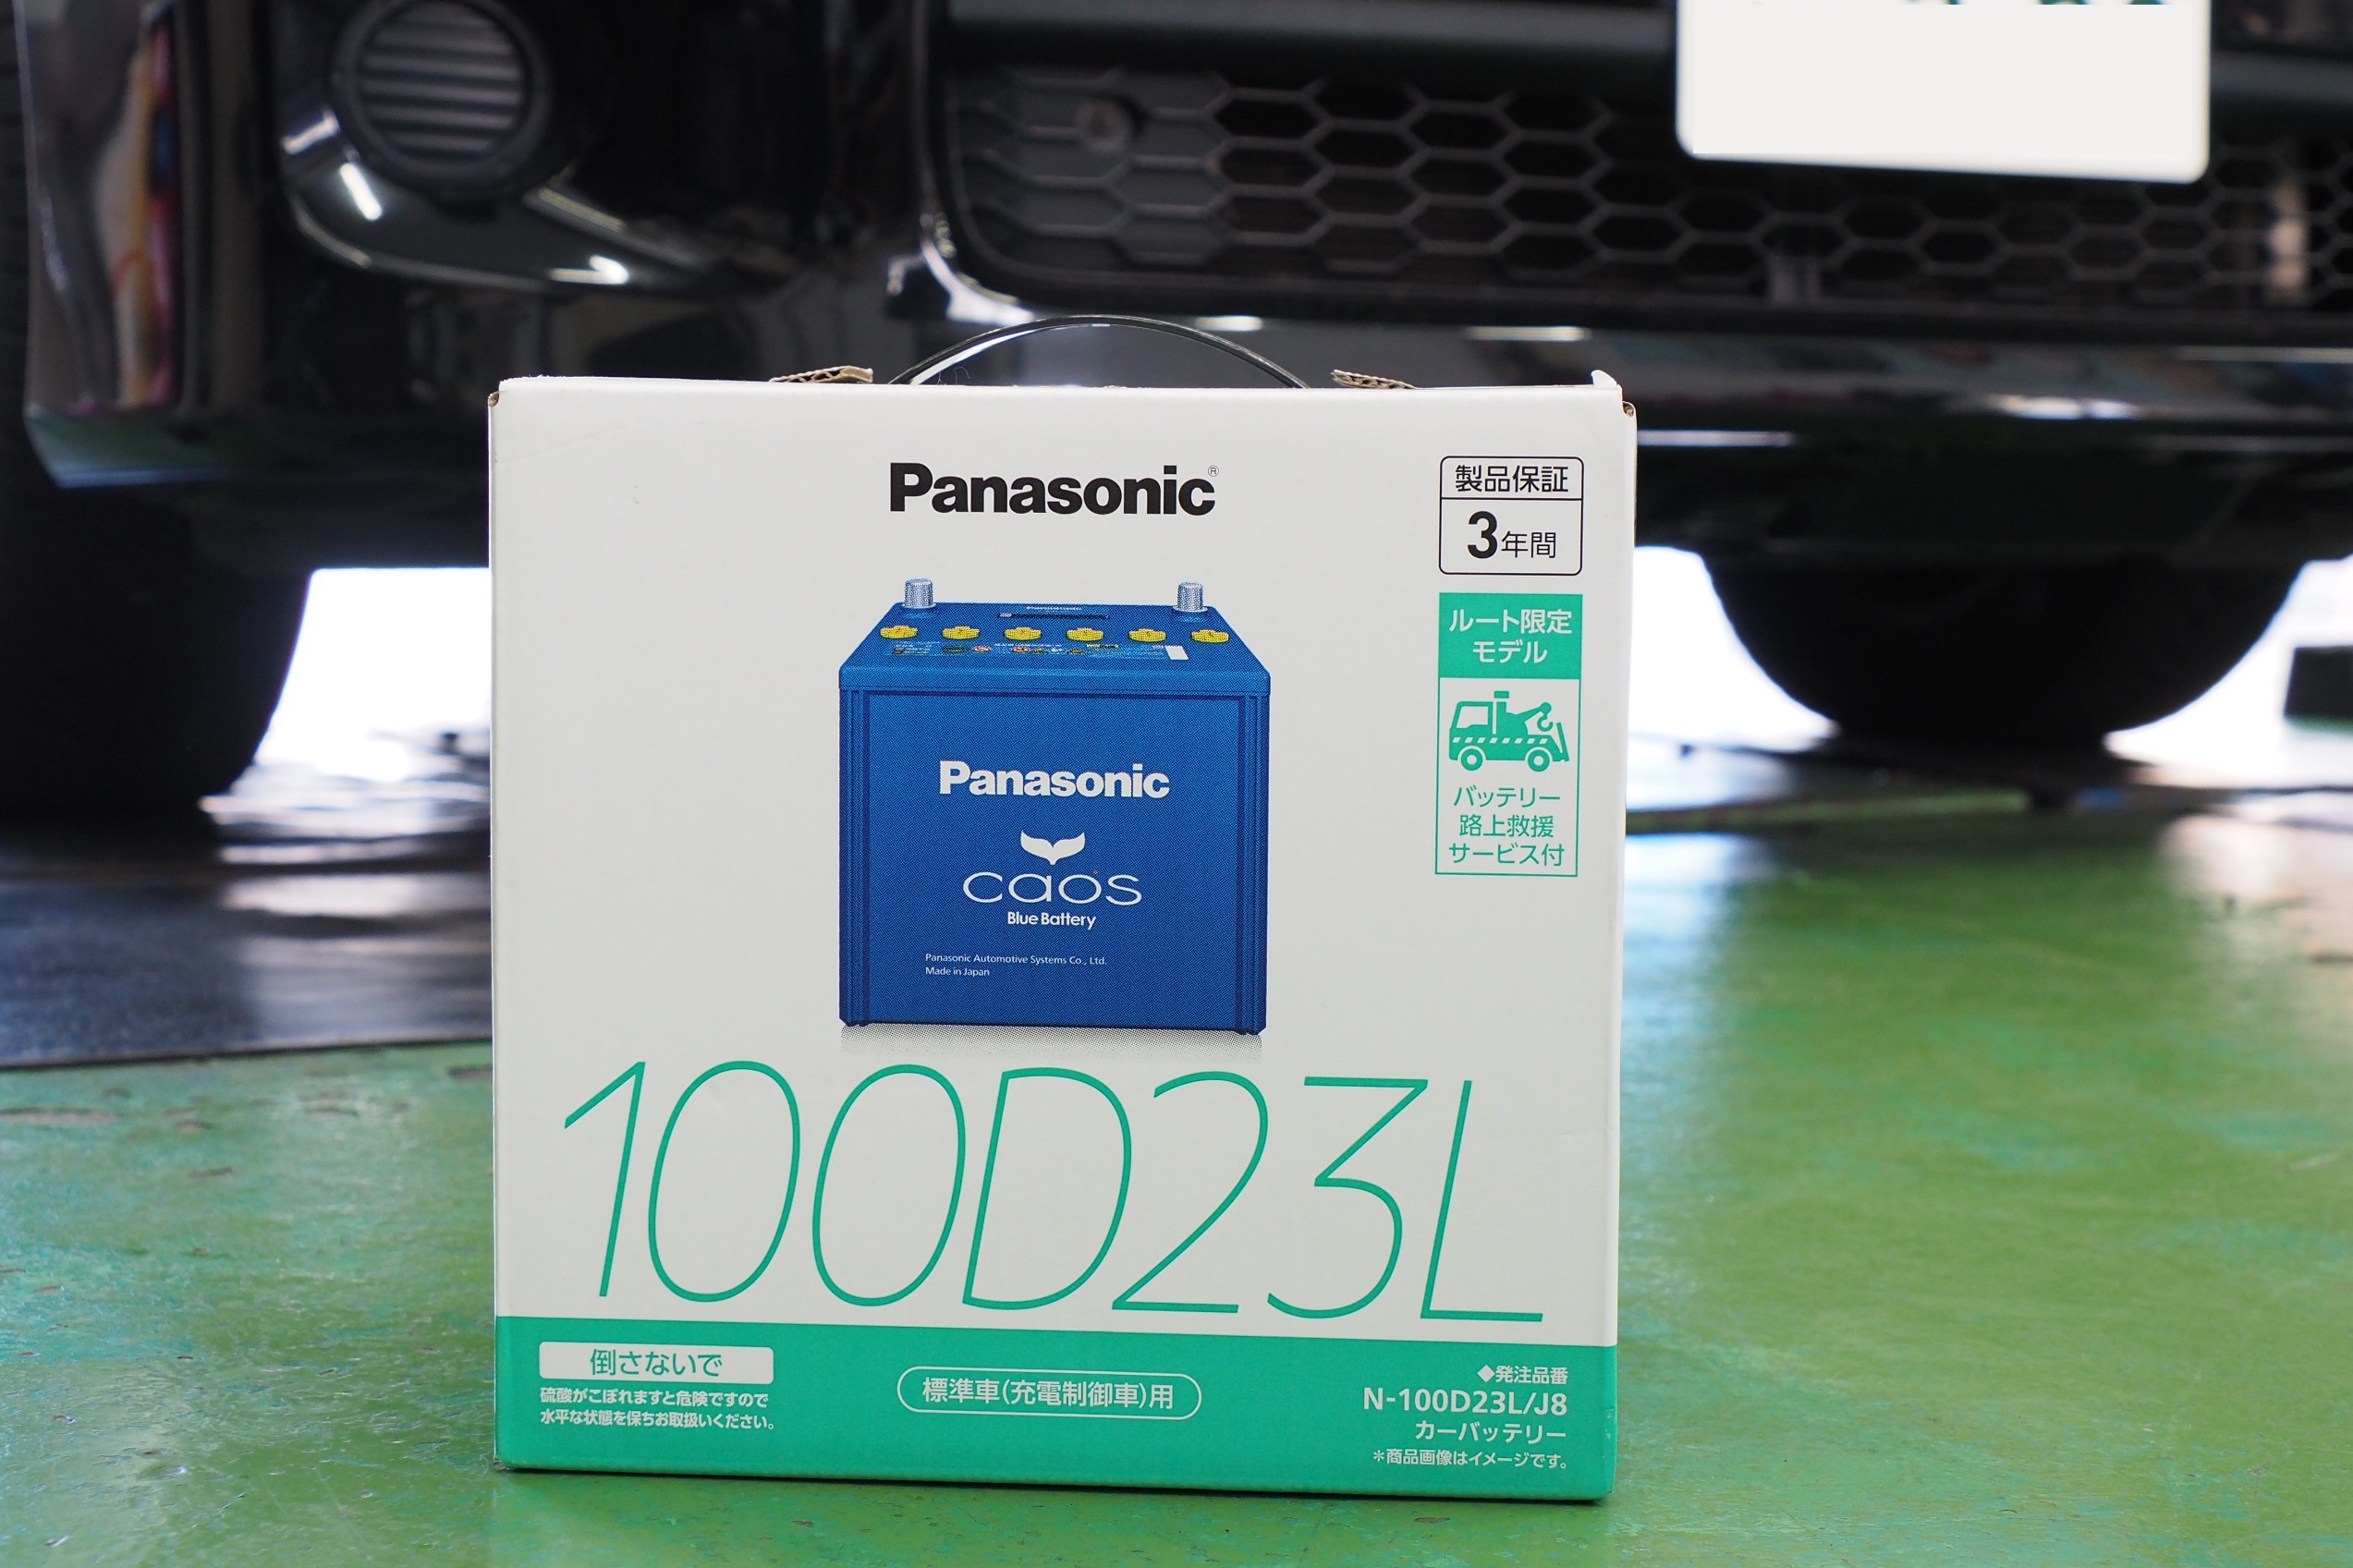 Panasonic®
製品保証
3年間
ルート限定
モデル
バッテリー
路上救援
サービス付
Panasonic
Panasonic
caos
Blue Battery
Panasonic Automotive Systems Co., Ltd.
Made in Japan
100D23L
倒さないで
硫酸がこぼれますと危険ですので
水平な状態を保ちお取扱いください。
標準車(充電制御車)用
◆発注品番
N-100D23L/J8
カーバッテリー
*商品画像はイメージです。